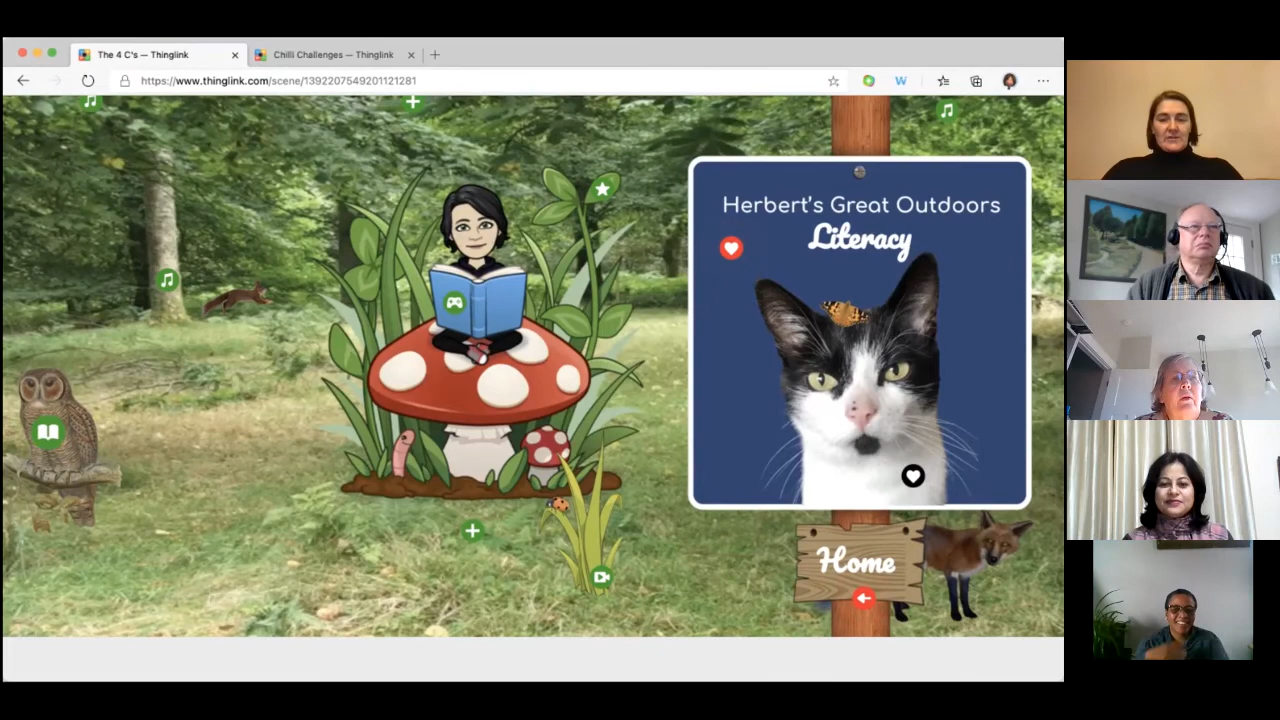 The 4 C's — Thinglink
Chilli Challenges — Thinglink
https://www.thinglink.com/scene/1392207549201121281
W
Herbert's Great Outdoors
Literacy
Home